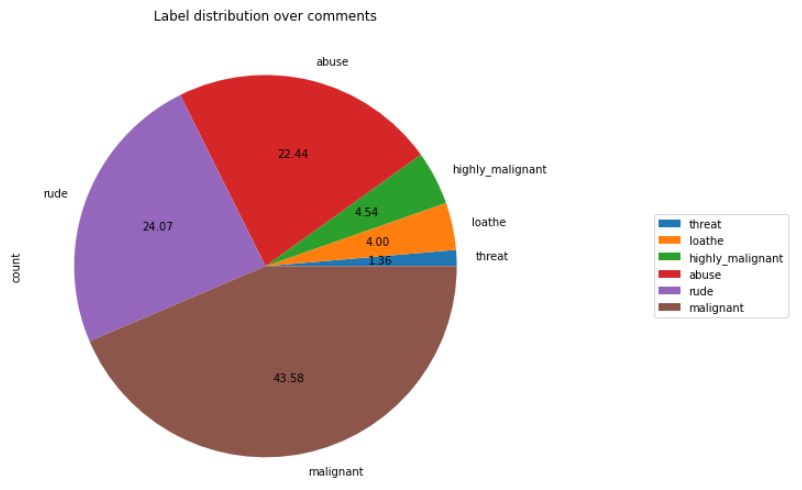 Label distribution over comments
abuse
22.44
highly_malignant
rude
4.54
loathe
24.07
4.00
threat
1.36
count
43.58
malignant
threat
loathe
highly_malignant
abuse
rude
malignant